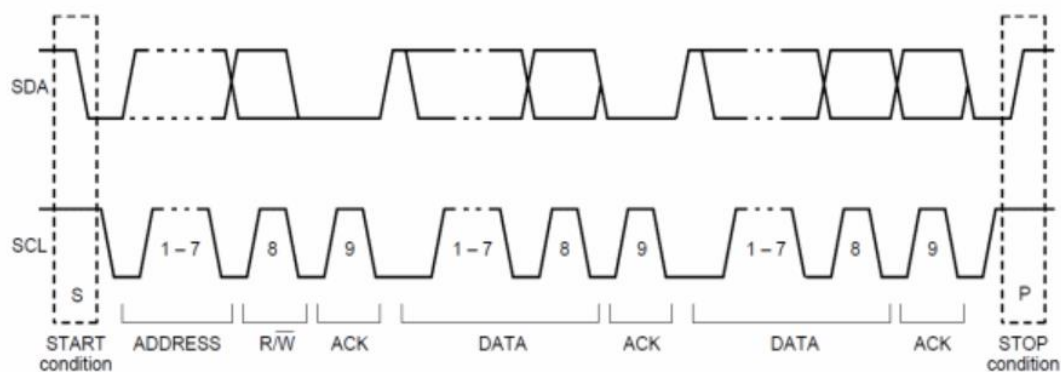 SDA
SCL
1 – 7
8
9
1 – 7
8
9
1 – 7
8
9
S
P
START
condition
ADDRESS
R/W̅
ACK
DATA
ACK
DATA
ACK
STOP
condition